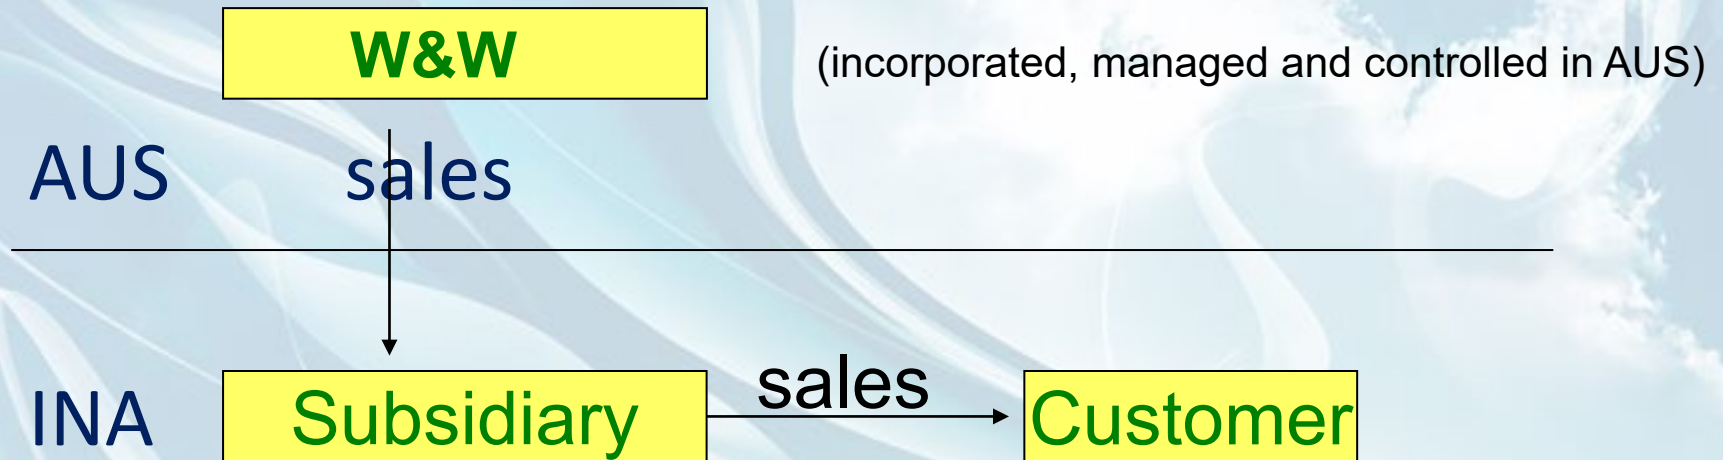 W&W
(incorporated, managed and controlled in AUS)
AUS
sales
INA
Subsidiary
sales
Customer